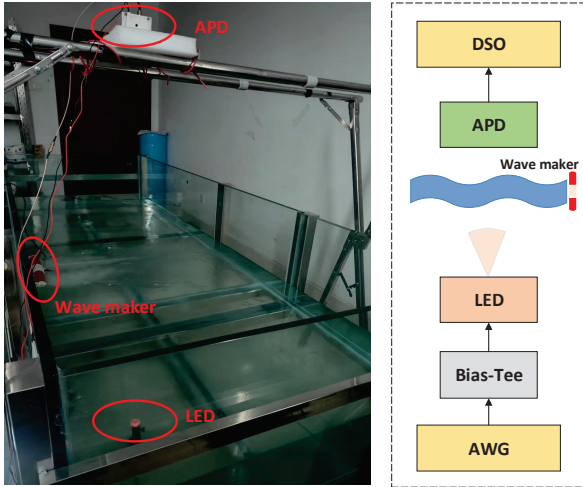 APD
Wave maker
LED
DSO
APD
Wave maker
LED
Bias-Tee
AWG